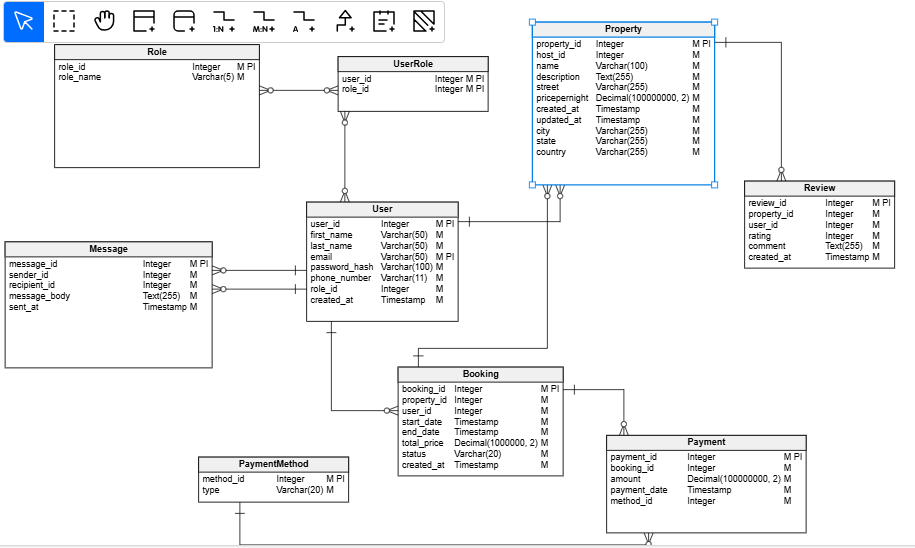 1:N
M:N
A
Role
role_id Integer M PI
role_name Varchar(5) M
UserRole
user_id Integer M PI
role_id Integer M PI
Property
property_id Integer M PI
host_id Integer M
name Varchar(100) M
description Text(255) M
street Varchar(255) M
pricepernight Decimal(100000000, 2) M
created_at Timestamp M
updated_at Timestamp M
city Varchar(255) M
state Varchar(255) M
country Varchar(255) M
Review
review_id Integer M PI
property_id Integer M
user_id Integer M
rating Integer M
comment Text(255) M
created_at Timestamp M
User
user_id Integer M PI
first_name Varchar(50) M
last_name Varchar(50) M
email Varchar(50) M PI
password_hash Varchar(100) M
phone_number Varchar(11) M
role_id Integer M
created_at Timestamp M
Message
message_id Integer M PI
sender_id Integer M
recipient_id Integer M
message_body Text(255) M
sent_at Timestamp M
Booking
booking_id Integer M PI
property_id Integer M
user_id Integer M
start_date Timestamp M
end_date Timestamp M
total_price Decimal(1000000, 2) M
status Varchar(20) M
created_at Timestamp M
Payment
payment_id Integer M PI
booking_id Integer M
amount Decimal(100000000, 2) M
payment_date Timestamp M
method_id Integer M
PaymentMethod
method_id Integer M PI
type Varchar(20) M